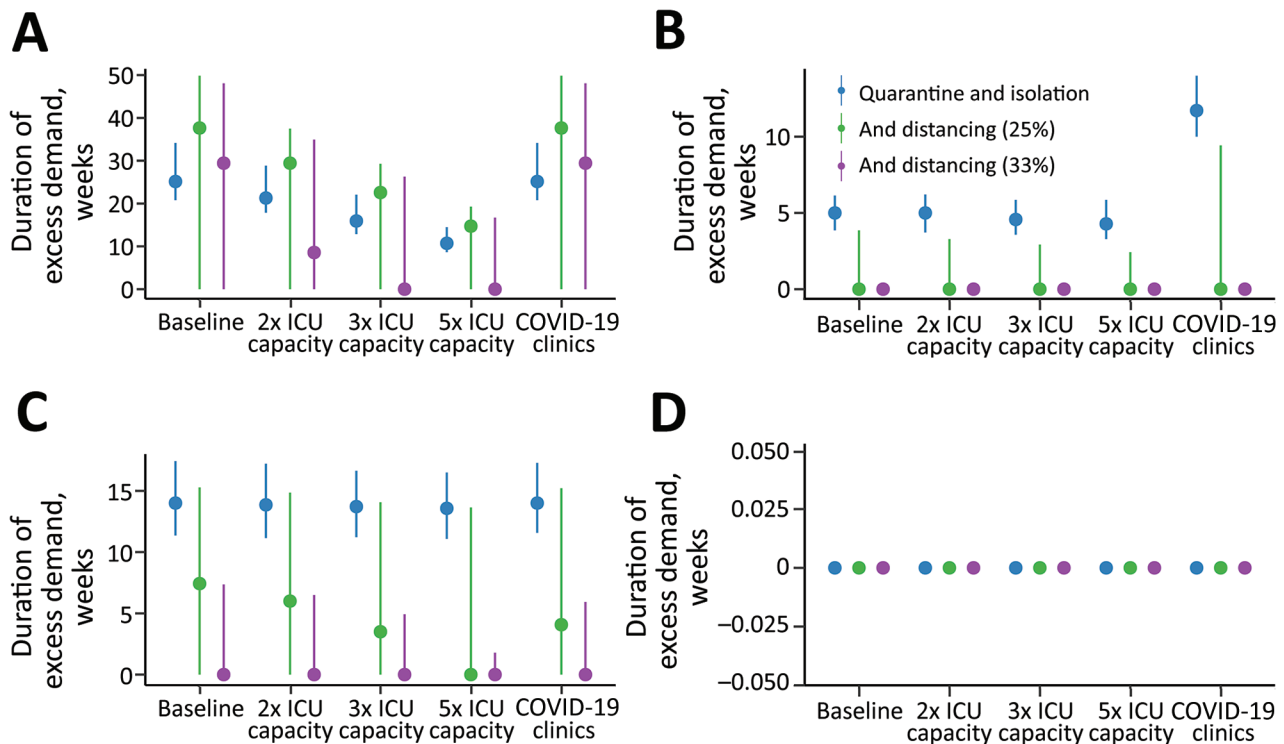 A
Duration of
excess demand,
weeks
50
40
30
20
10
0
Baseline
2x ICU
capacity
3x ICU
capacity
5x ICU
capacity
COVID-19
clinics
B
Duration of
excess demand,
weeks
10
5
0
Quarantine and isolation
And distancing (25%)
And distancing (33%)
Baseline
2x ICU
capacity
3x ICU
capacity
5x ICU
capacity
COVID-19
clinics
C
Duration of
excess demand,
weeks
15
10
5
0
Baseline
2x ICU
capacity
3x ICU
capacity
5x ICU
capacity
COVID-19
clinics
D
Duration of
excess demand,
weeks
0.050
0.025
0
–0.025
–0.050
Baseline
2x ICU
capacity
3x ICU
capacity
5x ICU
capacity
COVID-19
clinics